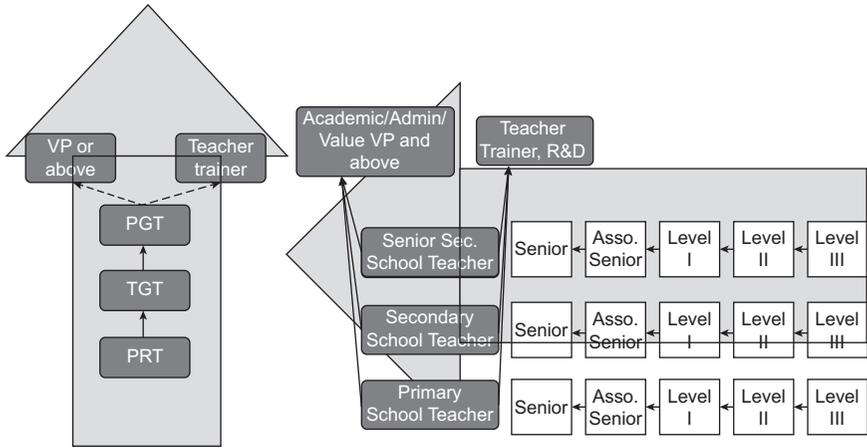 VP or
above
Teacher
trainer
PGT
TGT
PRT
Academic/Admin/
Value VP and
above
Teacher
Trainer, R&D
Senior Sec.
School Teacher
Senior
Asso.
Senior
Level
I
Level
II
Level
III
Secondary
School Teacher
Senior
Asso.
Senior
Level
I
Level
II
Level
III
Primary
School Teacher
Senior
Asso.
Senior
Level
I
Level
II
Level
III